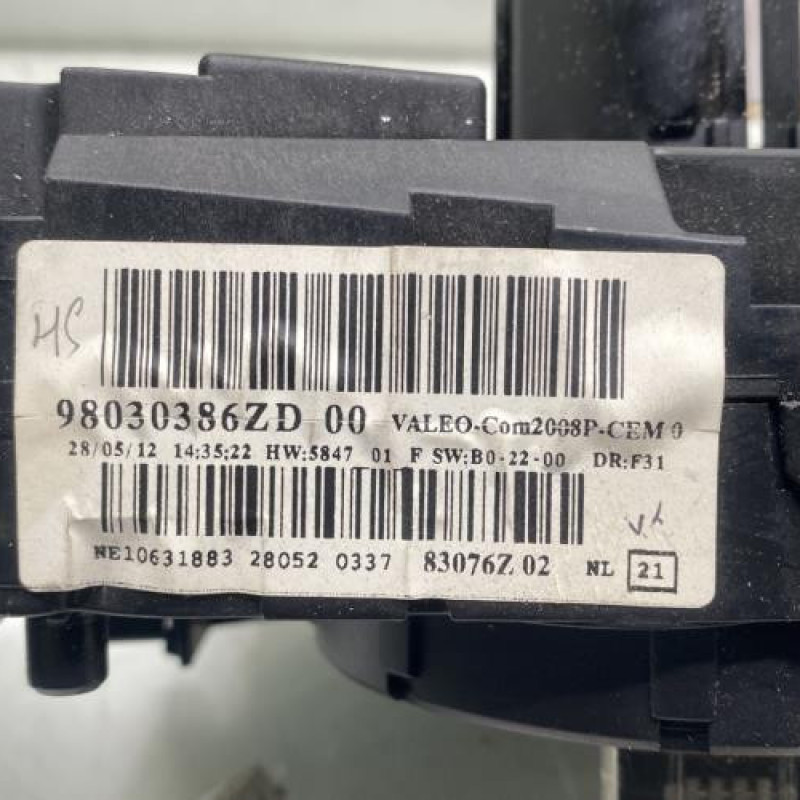 HS
98030386ZD 00 VALEO-Com2008P-CEM 0
28/05/12 14:35:22 HW:5847 01 F SW:B0-22-00 DR:F31
NE10631883 28052 0337 83076Z 02 NL 21